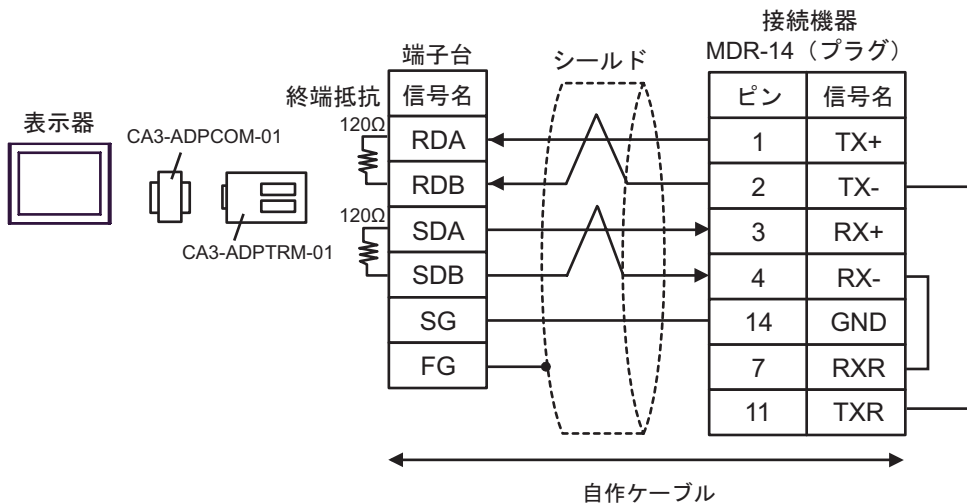 接続機器
MDR-14（プラグ）
端子台
シールド
終端抵抗
信号名
ピン
信号名
表示器
CA3-ADPCOM-01
CA3-ADPTRM-01
120Ω
RDA
1
TX+
RDB
2
TX-
120Ω
SDA
3
RX+
SDB
4
RX-
SG
14
GND
FG
7
RXR
11
TXR
自作ケーブル